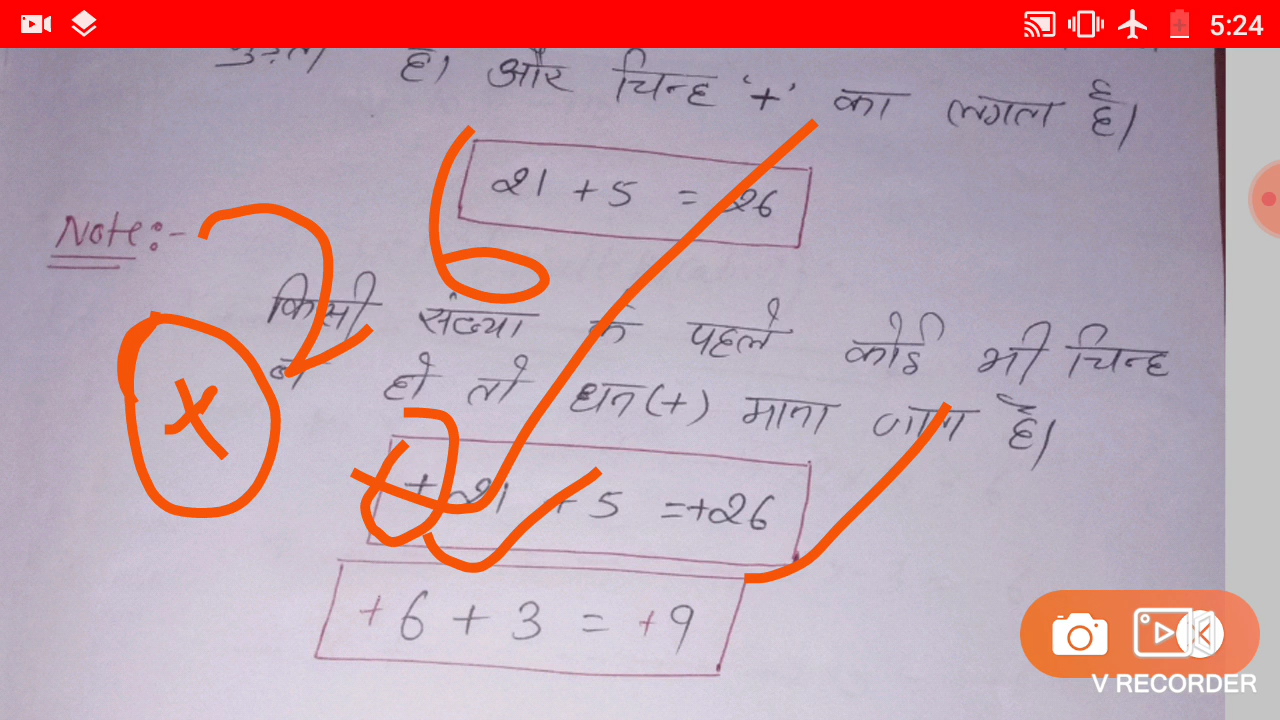 5:24
है। और चिन्ह '+' का लगता है।
21 + 5 = 26
Note:-
किसी संख्या के पहले कोई भी चिन्ह
न हो तो धन (+) माना जाता है।
+ 21 + 5 = +26
+ 6 + 3 = +9
V RECORDER